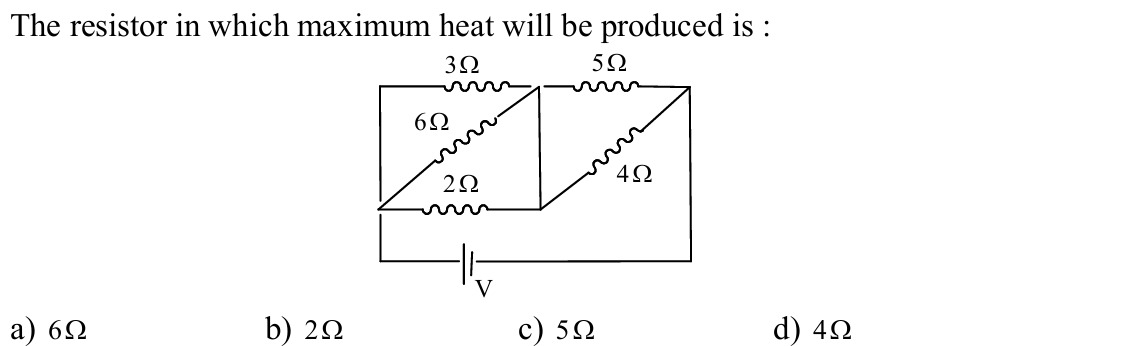 The resistor in which maximum heat will be produced is :
3Ω 5Ω
6Ω
4Ω
2Ω
V
a) 6Ω b) 2Ω c) 5Ω d) 4Ω